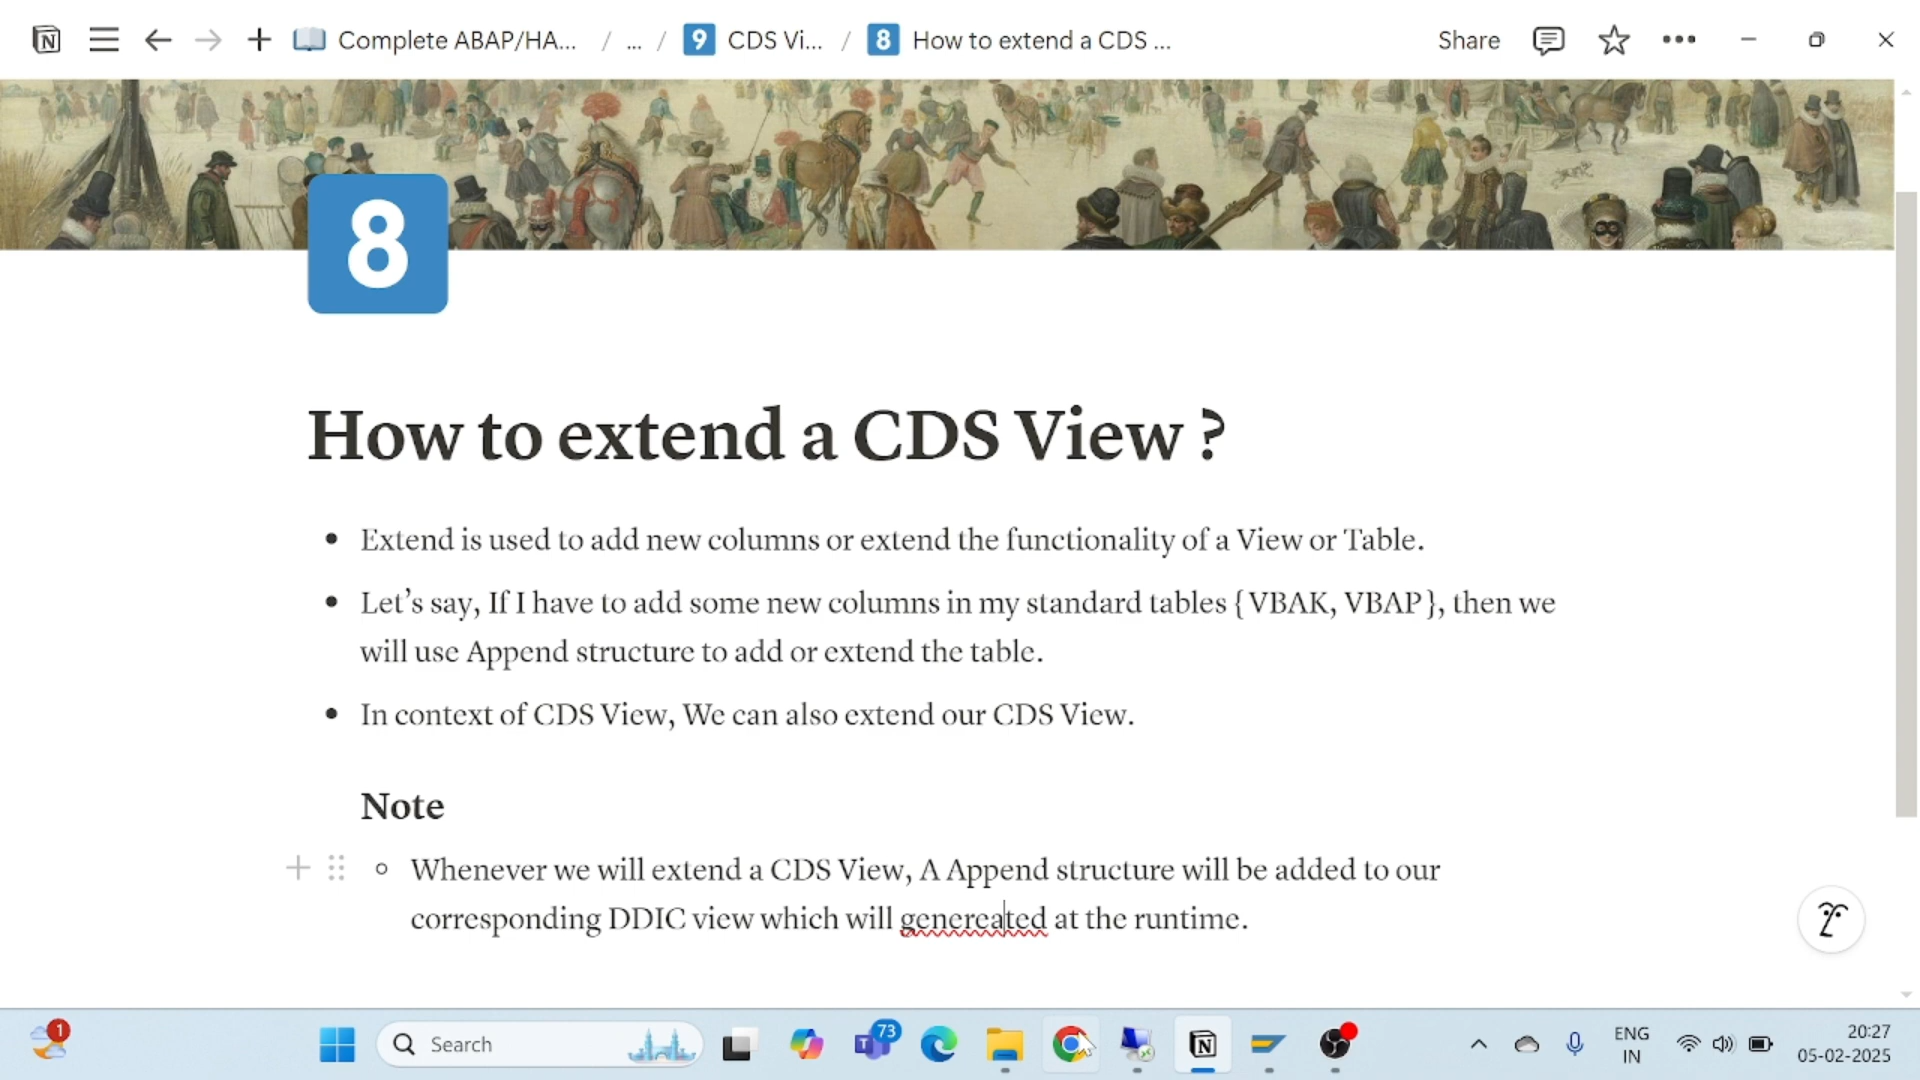 Complete ABAP/HA... / ... / 9 CDS Vi... / 8 How to extend a CDS ... Share
8
How to extend a CDS View ?
• Extend is used to add new columns or extend the functionality of a View or Table.
• Let’s say, If I have to add some new columns in my standard tables {VBAK, VBAP}, then we
will use Append structure to add or extend the table.
• In context of CDS View, We can also extend our CDS View.
Note
◦ Whenever we will extend a CDS View, A Append structure will be added to our
corresponding DDIC view which will genereated at the runtime.
1
Search
73
ENG
IN
20:27
05-02-2025